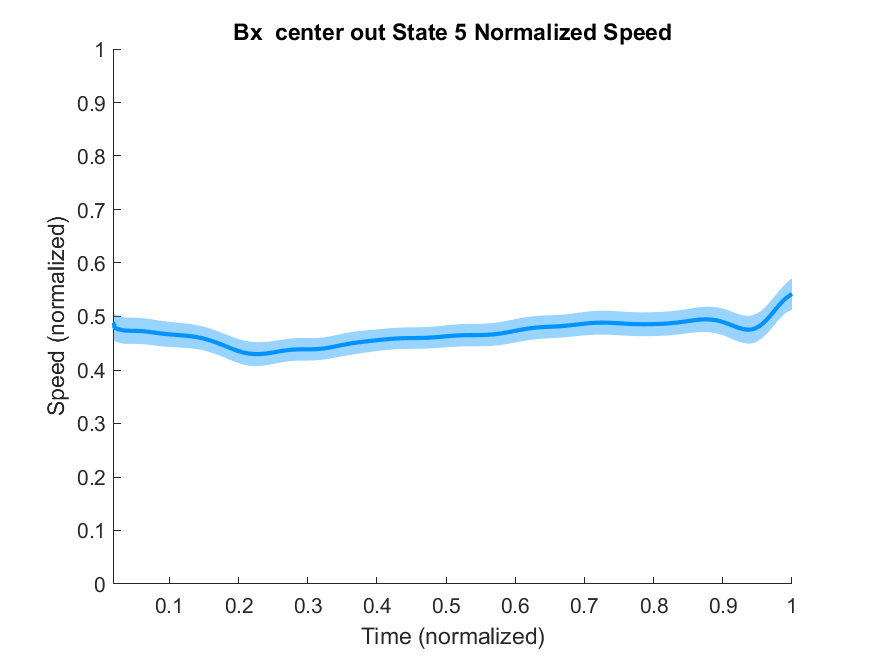 Bx  center out State 5 Normalized Speed
1
0.9
0.8
0.7
0.6
0.5
0.4
0.3
0.2
0.1
0
Speed (normalized)
0.1 0.2 0.3 0.4 0.5 0.6 0.7 0.8 0.9 1
Time (normalized)